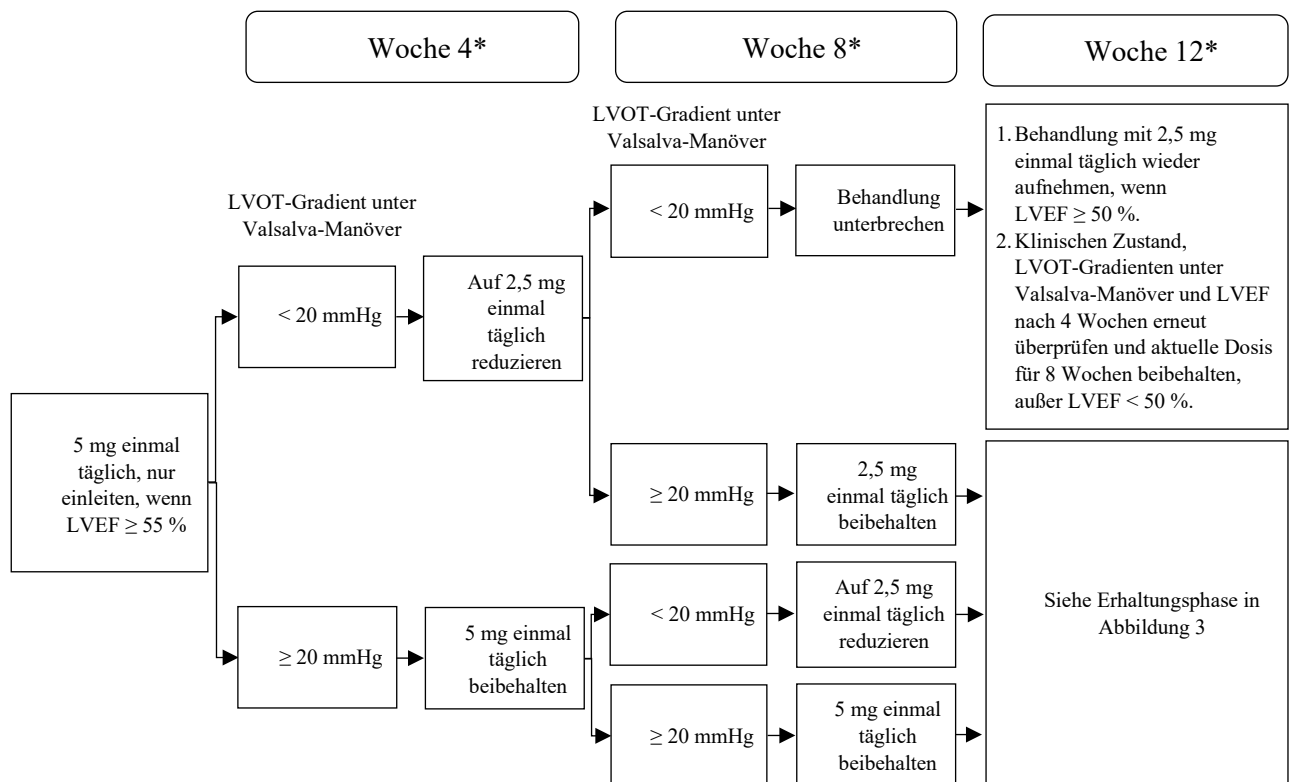 Woche 4*
Woche 8*
Woche 12*
LVOT-Gradient unter
Valsalva-Manöver
LVOT-Gradient unter
Valsalva-Manöver
5 mg einmal
täglich, nur
einleiten, wenn
LVEF ≥ 55 %
< 20 mmHg
Auf 2,5 mg
einmal
täglich
reduzieren
≥ 20 mmHg
5 mg einmal
täglich
beibehalten
< 20 mmHg
Behandlung
unterbrechen
≥ 20 mmHg
2,5 mg
einmal täglich
beibehalten
< 20 mmHg
Auf 2,5 mg
einmal täglich
reduzieren
≥ 20 mmHg
5 mg einmal
täglich
beibehalten
1. Behandlung mit 2,5 mg
einmal täglich wieder
aufnehmen, wenn
LVEF ≥ 50 %.
2. Klinischen Zustand,
LVOT-Gradienten unter
Valsalva-Manöver und LVEF
nach 4 Wochen erneut
überprüfen und aktuelle Dosis
für 8 Wochen beibehalten,
außer LVEF < 50 %.
Siehe Erhaltungsphase in
Abbildung 3